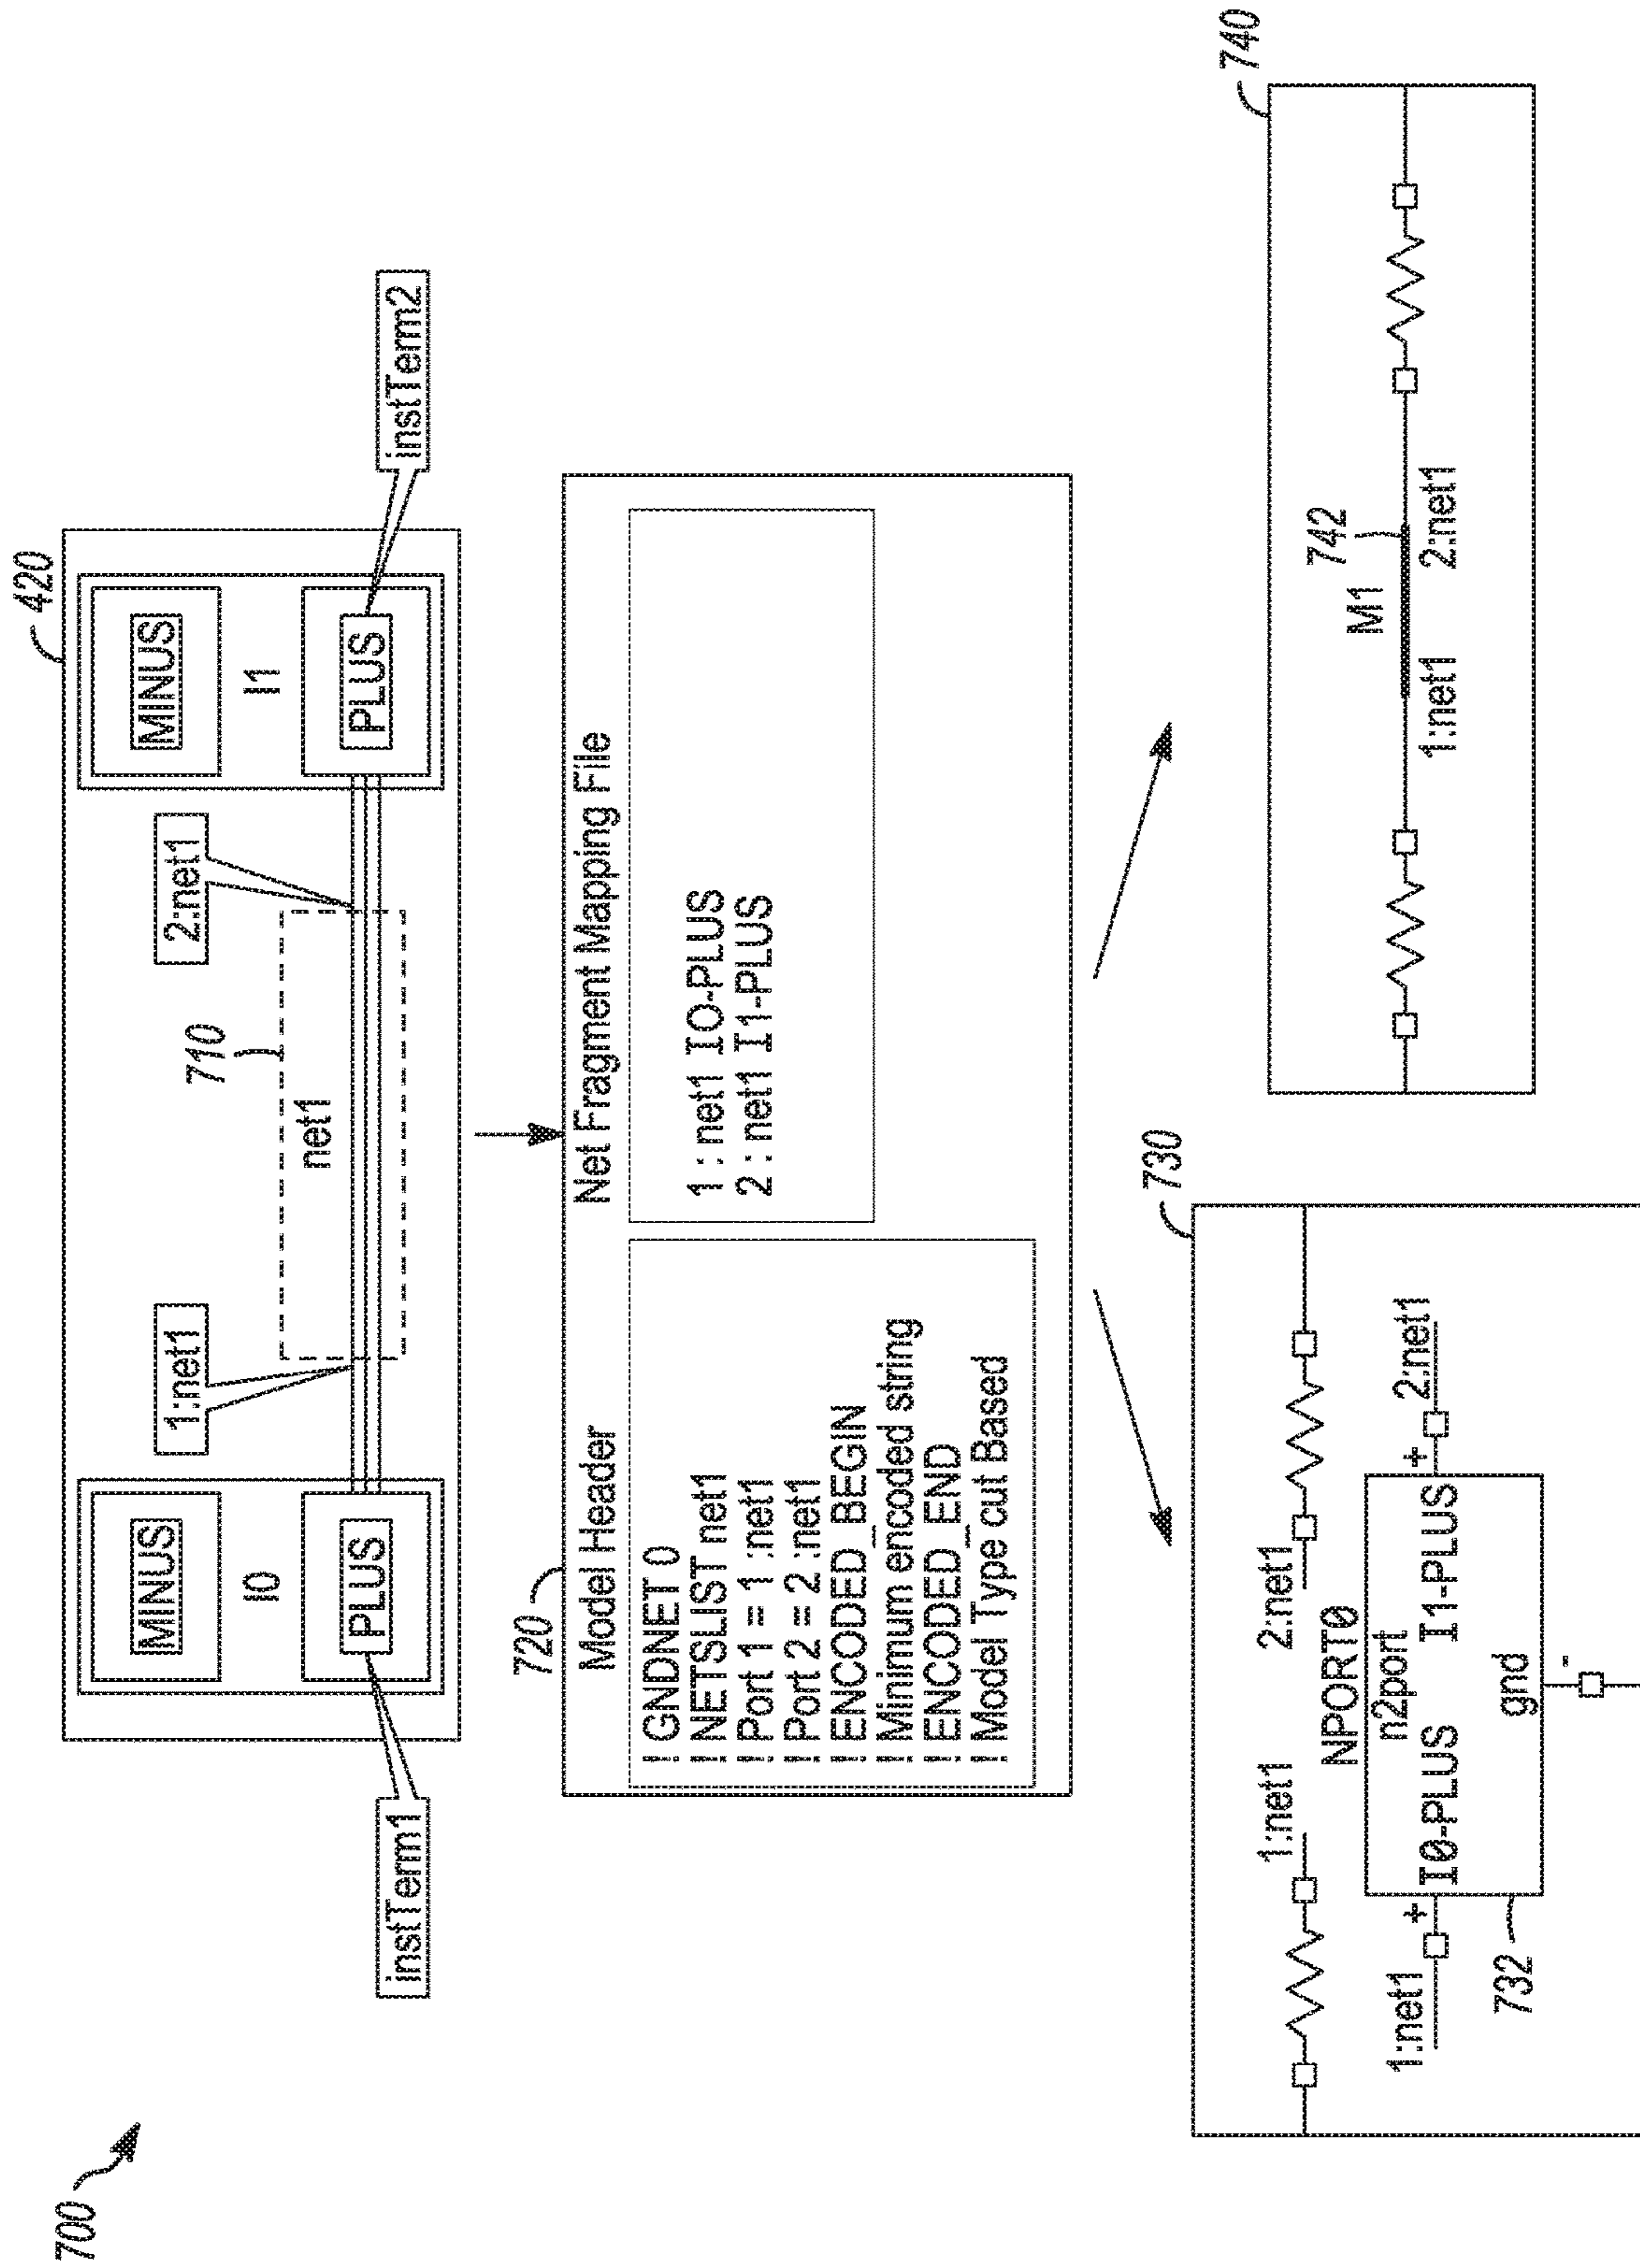 700
420
MINUS
I0
PLUS
1:net1
net1
710
2:net1
MINUS
I1
PLUS
instTerm1
instTerm2
720
Model Header
! GNDNET 0
!NETSLIST net1
!Port 1 = 1 :net1
!Port 2 = 2 :net1
!ENCODED_BEGIN
!Minimum encoded string
!ENCODED_END
!Model Type cut Based
Net Fragment Mapping File
1 : net1 IO-PLUS
2 : net1 I1-PLUS
730
1:net1
2:net1
NPORT0
n2port
1:net1
+
I0-PLUS
I1-PLUS
+
2:net1
gnd
-
732
740
M1
742
1:net1
2:net1